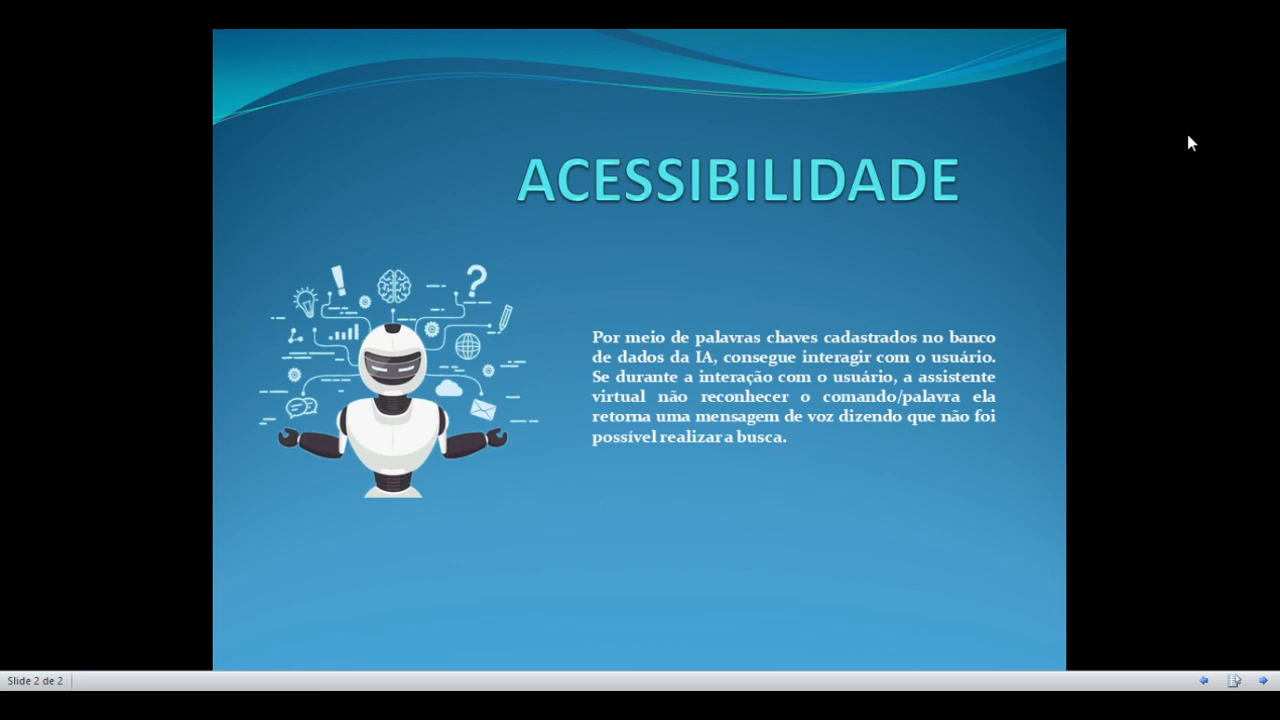 ACESSIBILIDADE
Por meio de palavras chaves cadastrados no banco
de dados da IA, consegue interagir com o usuário.
Se durante a interação com o usuário, a assistente
virtual não reconhecer o comando/palavra ela
retorna uma mensagem de voz dizendo que não foi
possível realizar a busca.
Slide 2 de 2